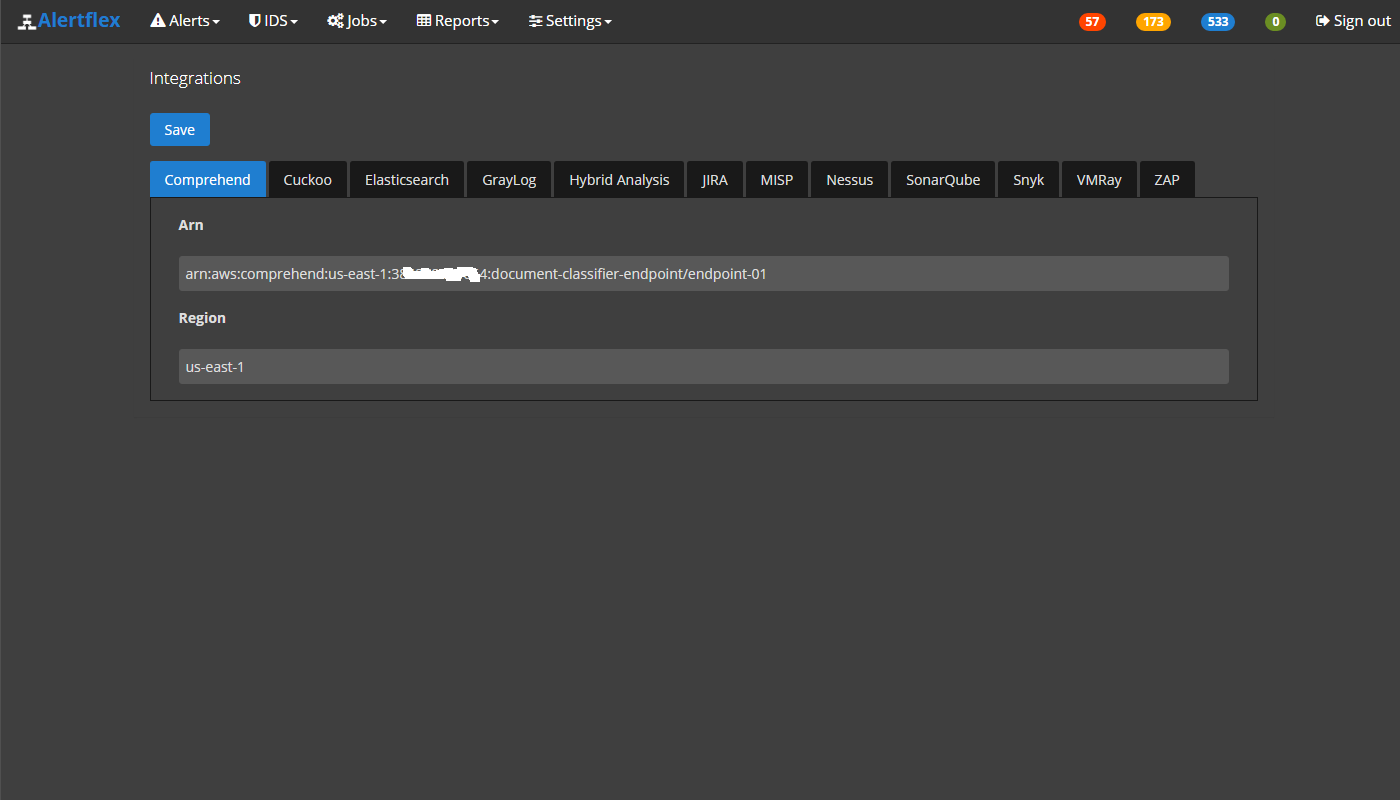 Alertflex Alerts IDS Jobs Reports Settings 57 173 533 0 Sign out
Integrations
Save
Comprehend Cuckoo Elasticsearch GrayLog Hybrid Analysis JIRA MISP Nessus SonarQube Snyk VMRay ZAP
Arn
arn:aws:comprehend:us-east-1:38 4:document-classifier-endpoint/endpoint-01
Region
us-east-1